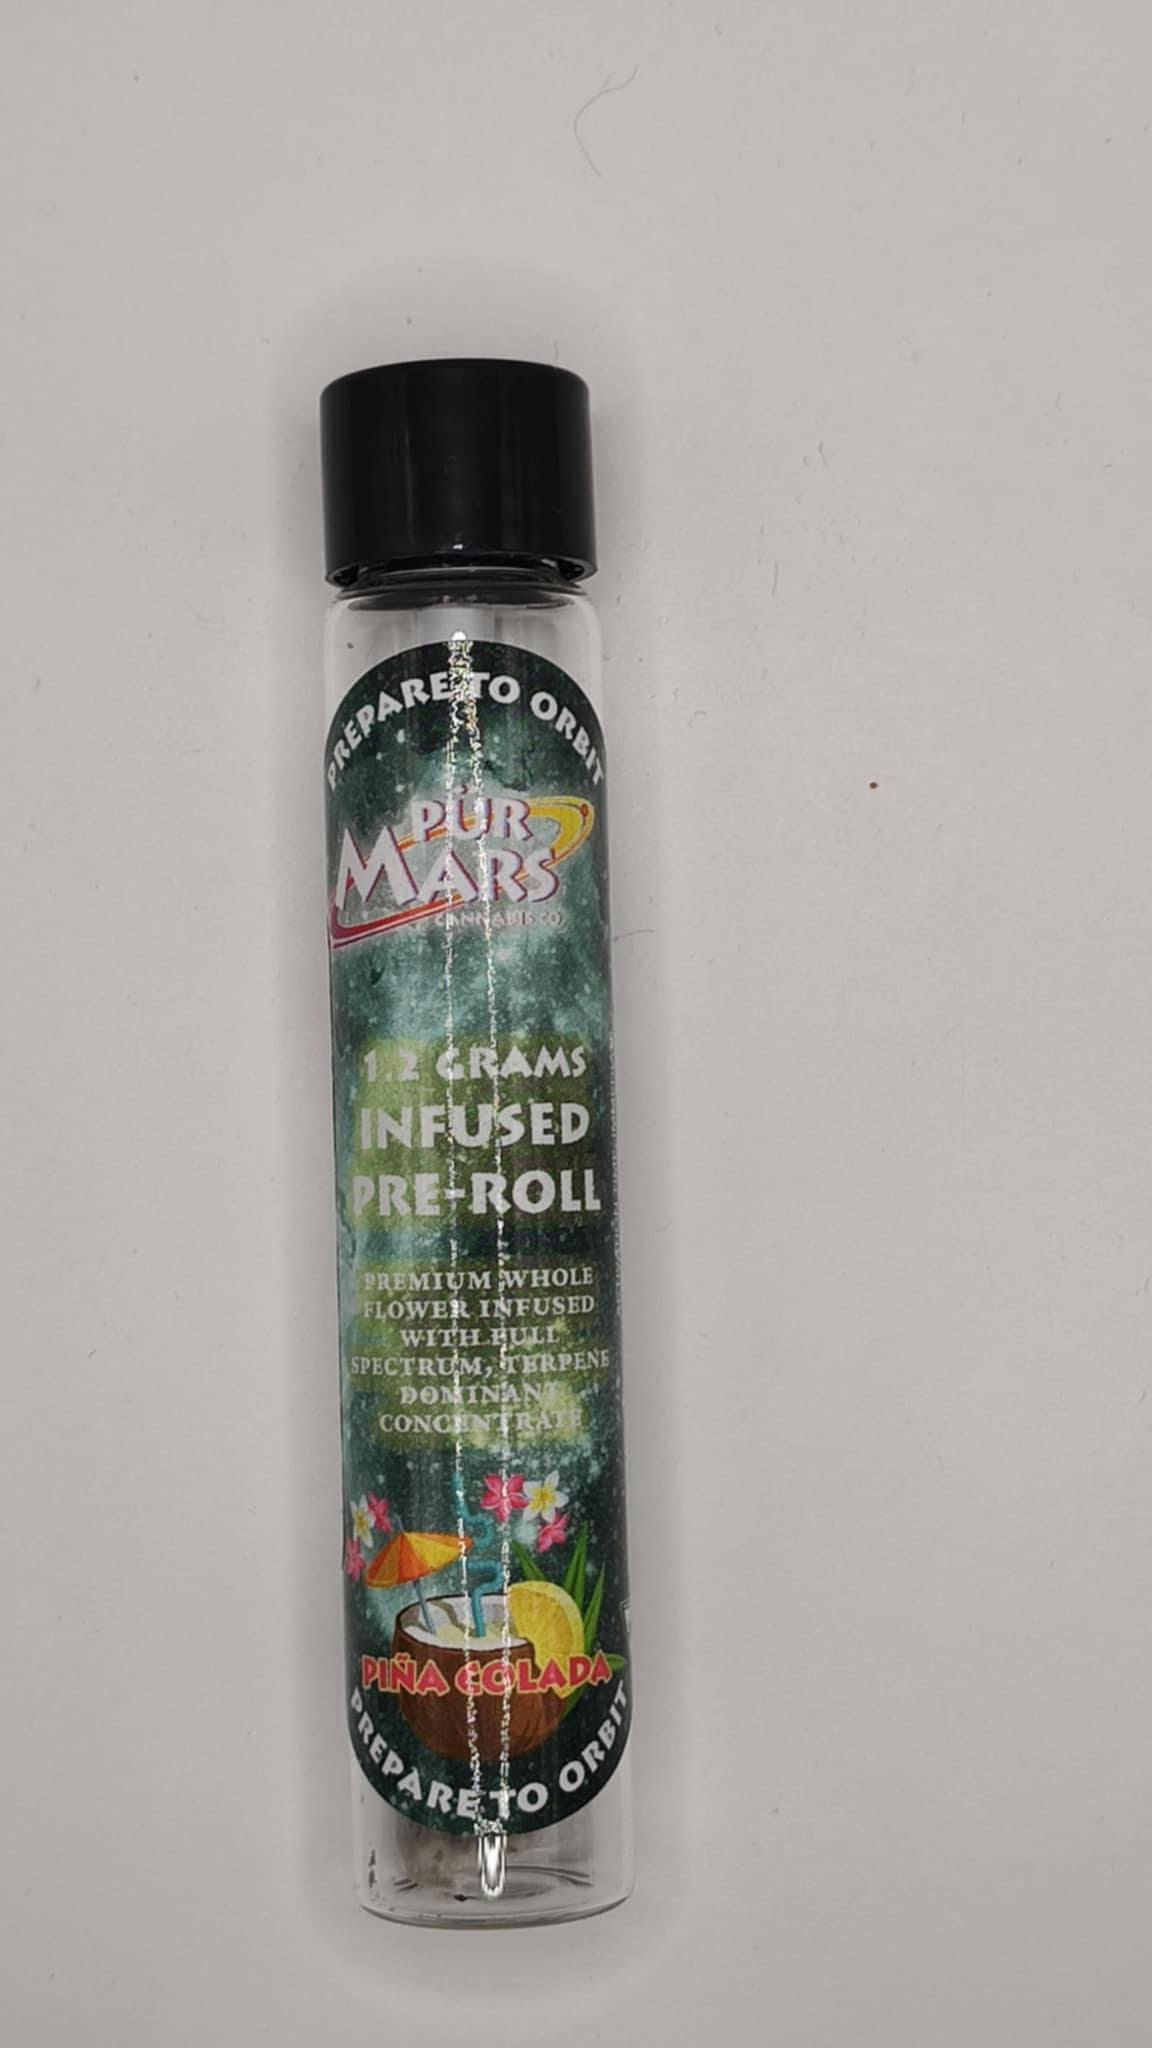 PREPARE TO ORBIT
PÜR
MARS
CANNABIS CO
1.2 GRAMS
INFUSED
PRE-ROLL
PREMIUM WHOLE
FLOWER INFUSED
WITH FULL
SPECTRUM, TERPENE
DOMINANT
CONCENTRATE
PIÑA COLADA
PREPARE TO ORBIT